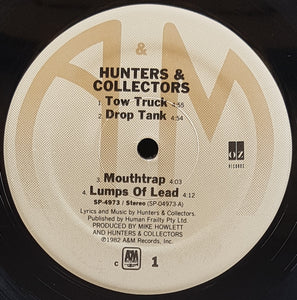 &
HUNTERS &
COLLECTORS
1. Tow Truck 4:55
2. Drop Tank 4:54
OZ
RECORDS
3. Mouthtrap 4:03
4. Lumps Of Lead 4:12
SP-4973 / Stereo (SP-04973-A)
Lyrics and Music by Hunters & Collectors.
Published by Human Frailty Pty Ltd.
PRODUCED BY MIKE HOWLETT
AND HUNTERS & COLLECTORS
©1982 A&M Records, Inc.
C A&M 1